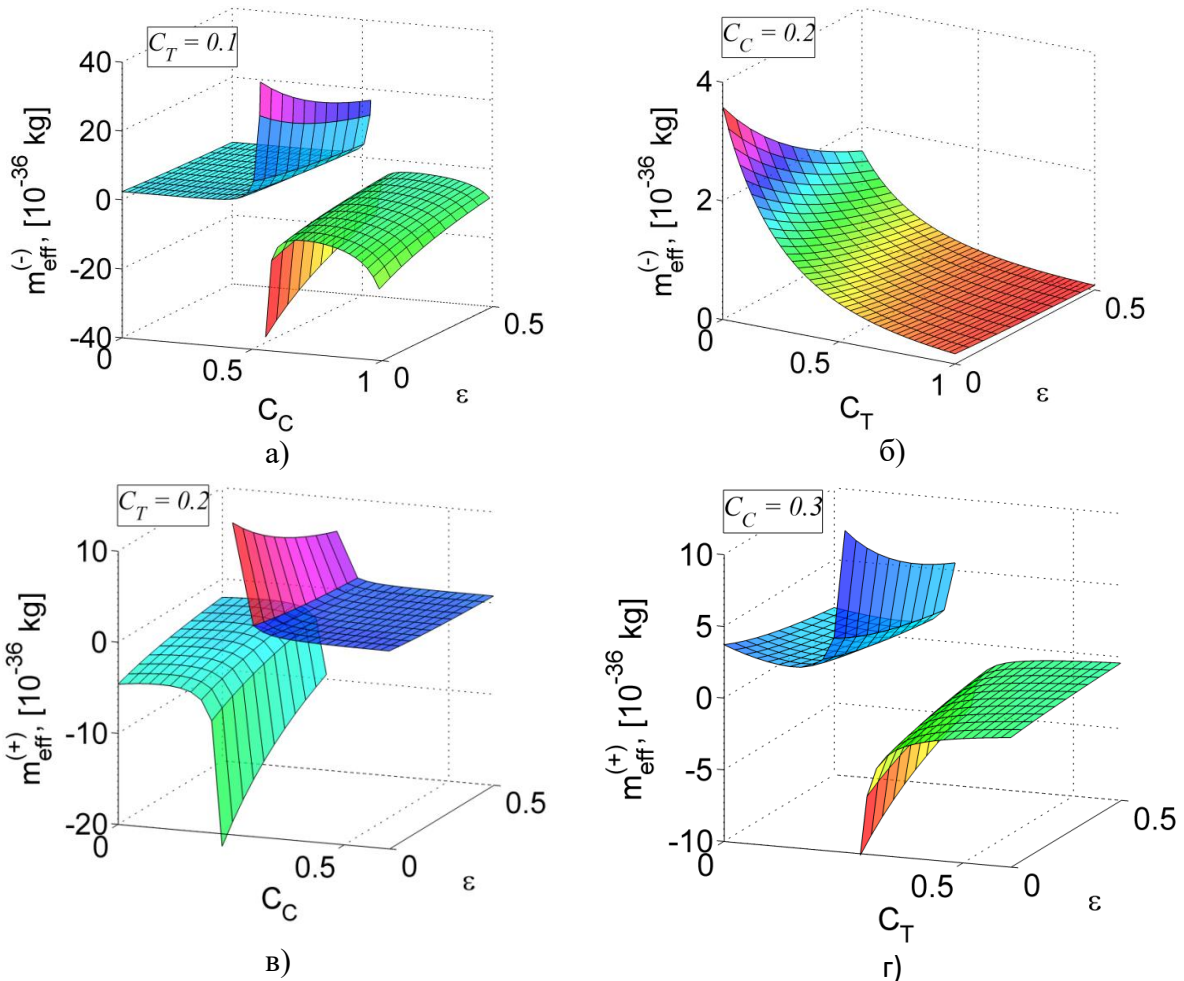 C_T = 0.1
40
20
0
-20
-40
m_eff^(-), [10^-36 kg]
0
0.5
1
0
0.5
C_C
ε
а)
C_C = 0.2
4
2
0
m_eff^(-), [10^-36 kg]
0
0.5
1
0
0.5
C_T
ε
б)
C_T = 0.2
10
0
-10
-20
m_eff^(+), [10^-36 kg]
0
0.5
0
0.5
C_C
ε
в)
C_C = 0.3
10
5
0
-5
-10
m_eff^(+), [10^-36 kg]
0
0.5
0
0.5
C_T
ε
г)